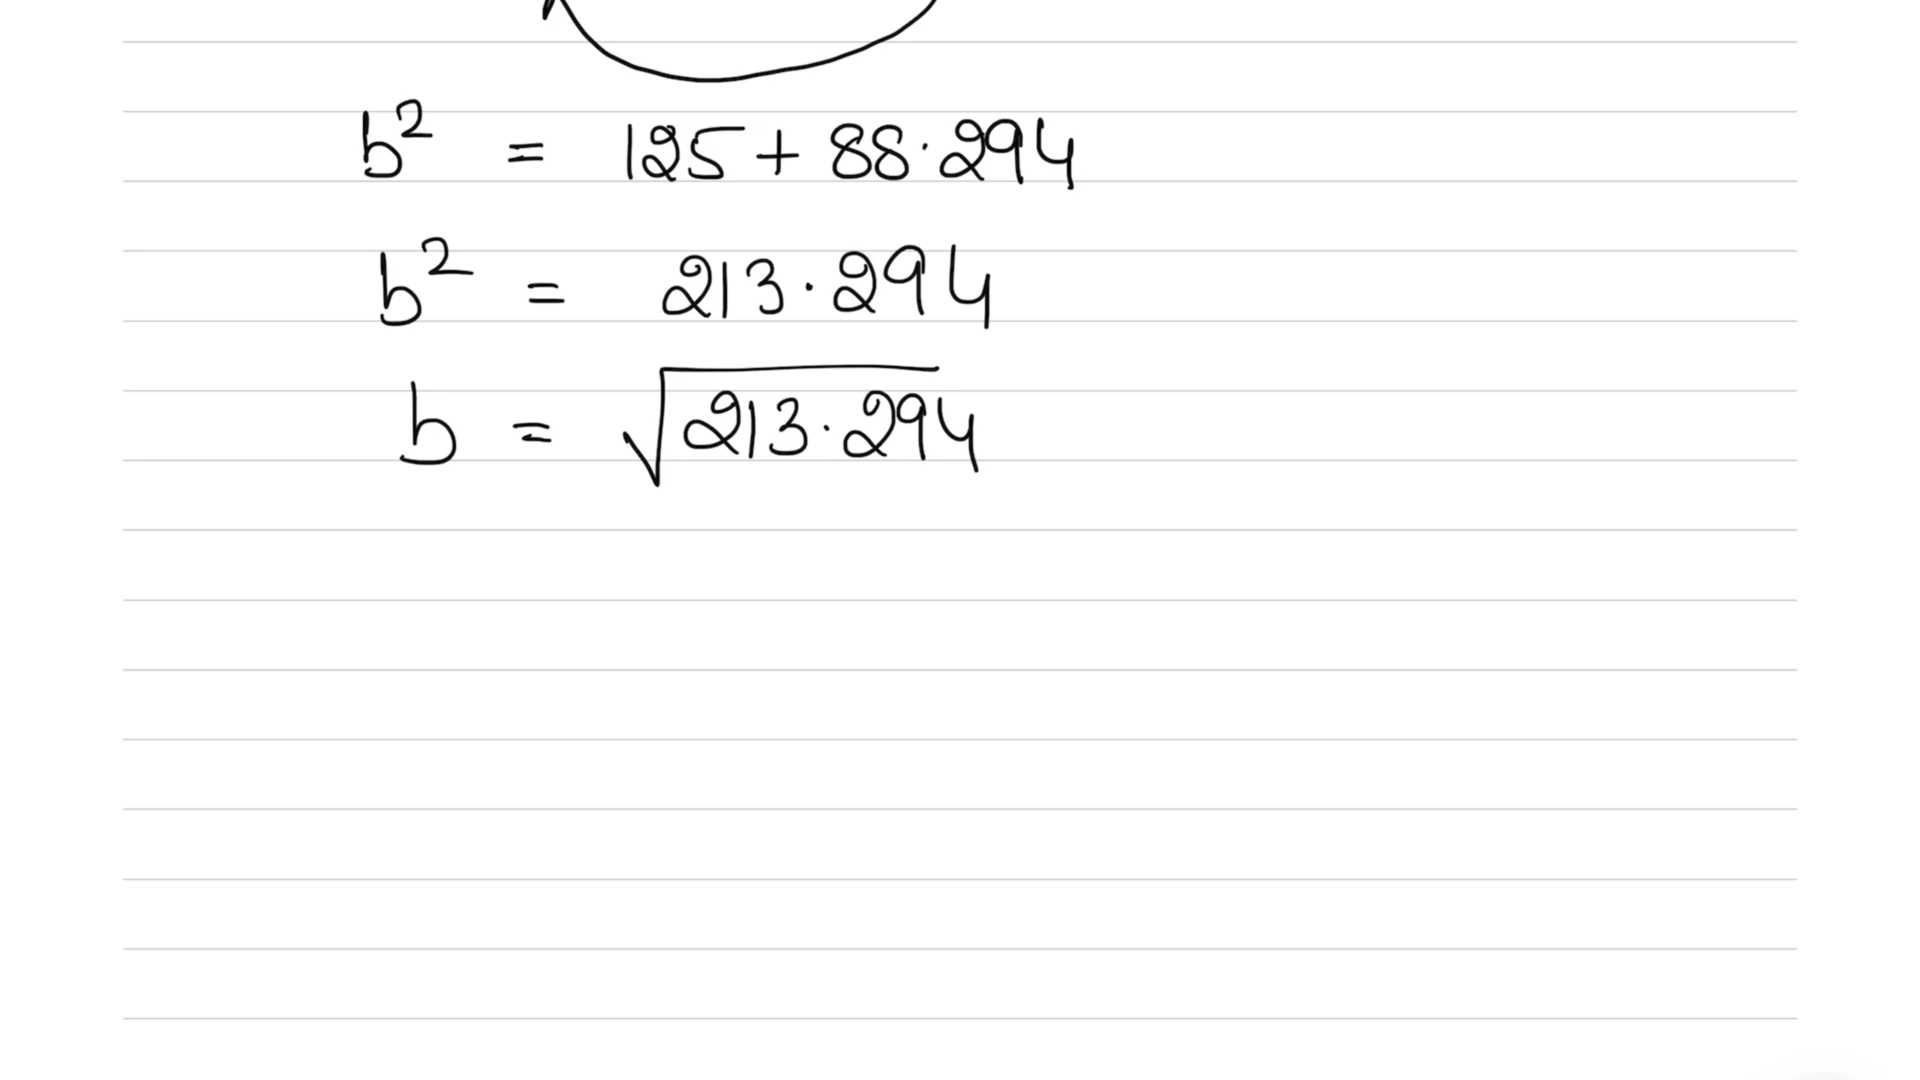 b² = 125 + 88·294
b² = 213·294
b = √213·294